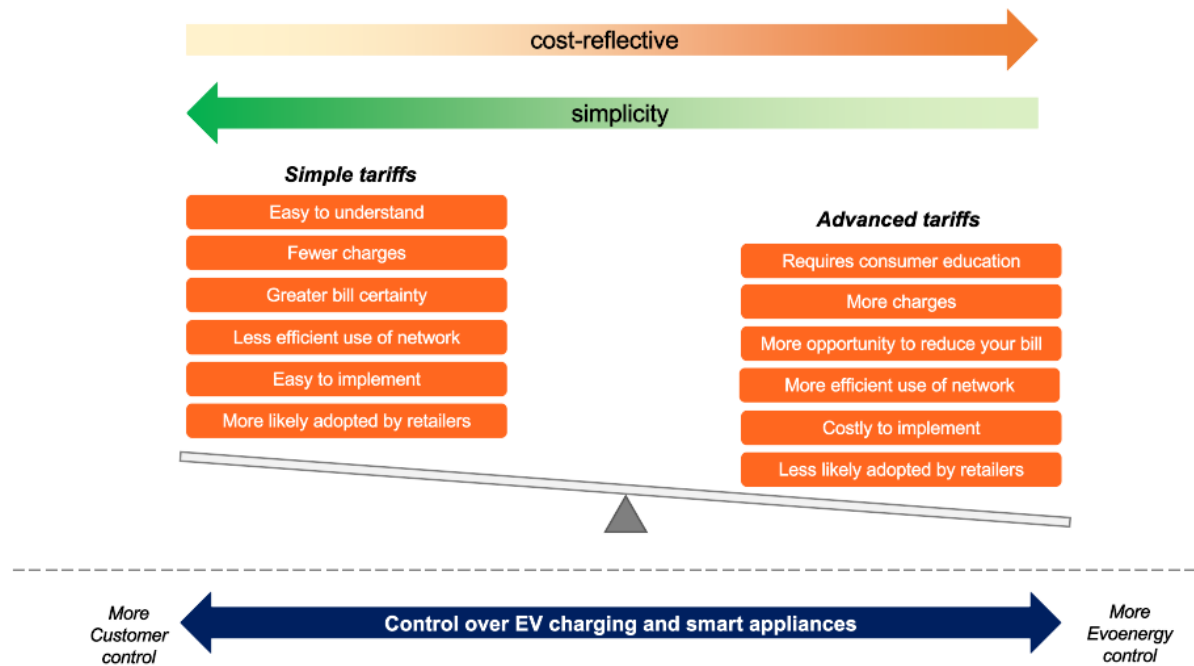 cost-reflective
simplicity
Simple tariffs
Easy to understand
Fewer charges
Greater bill certainty
Less efficient use of network
Easy to implement
More likely adopted by retailers
Advanced tariffs
Requires consumer education
More charges
More opportunity to reduce your bill
More efficient use of network
Costly to implement
Less likely adopted by retailers
More
Customer
control
Control over EV charging and smart appliances
More
Evoenergy
control